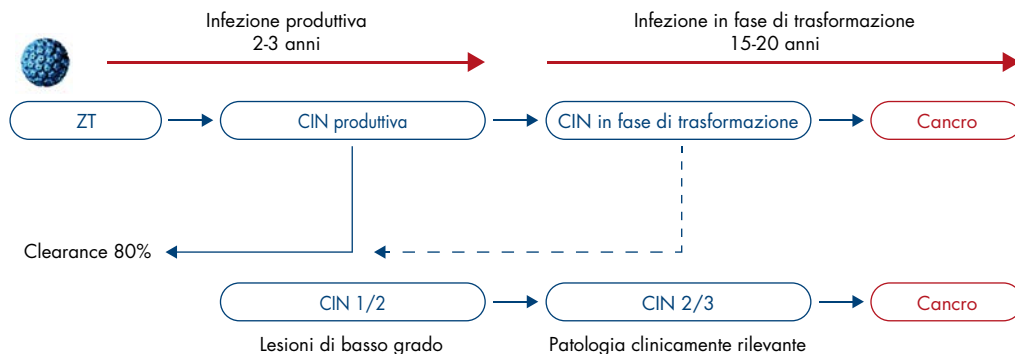 Infezione produttiva
2-3 anni
Infezione in fase di trasformazione
15-20 anni
ZT
CIN produttiva
CIN in fase di trasformazione
Cancro
Clearance 80%
CIN 1/2
CIN 2/3
Cancro
Lesioni di basso grado
Patologia clinicamente rilevante